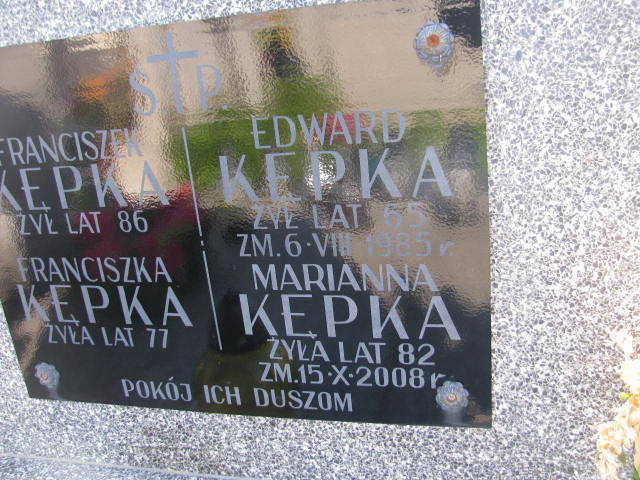 Ś P.
FRANCISZEK
KĘPKA
ŻYŁ LAT 86
FRANCISZKA
KĘPKA
ŻYŁA LAT 77
EDWARD
KĘPKA
ŻYŁ LAT 65
ZM. 6·VIII 1985 r.
MARIANNA
KĘPKA
ŻYŁA LAT 82
ZM. 15·X·2008 r.
POKÓJ ICH DUSZOM